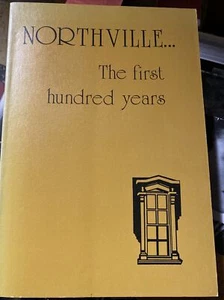 NORTHVILLE...
The first
hundred years